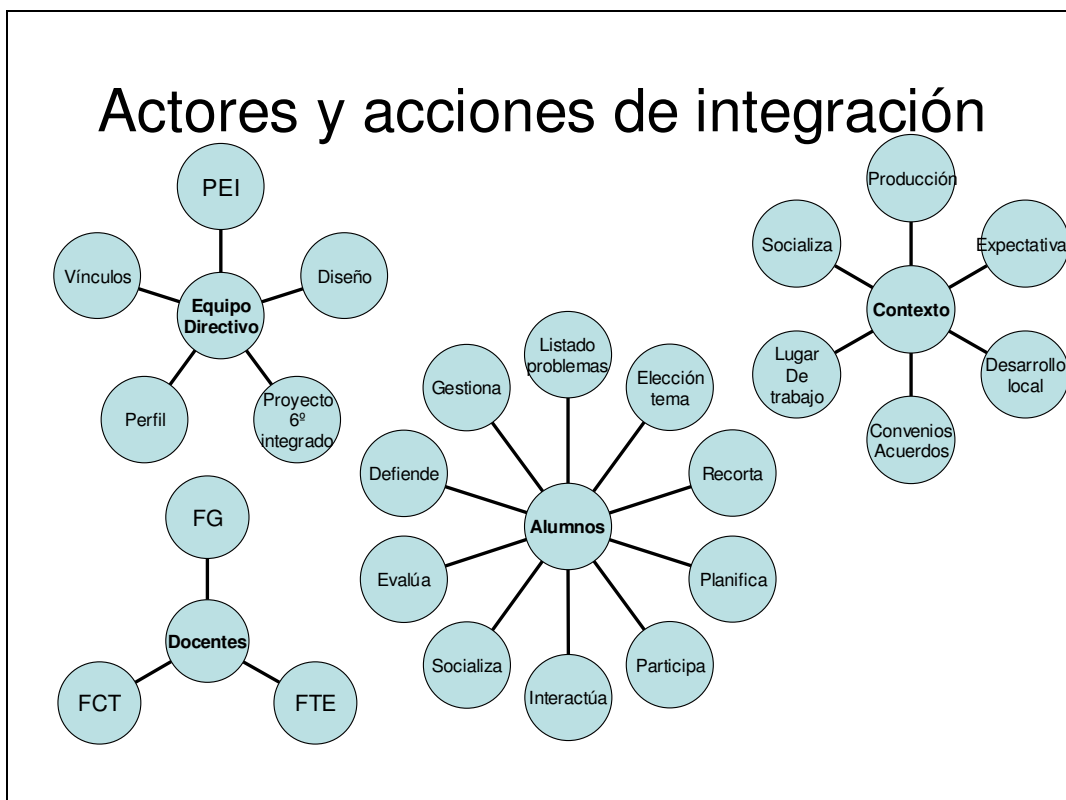 Actores y acciones de integración
PEI
Vínculos
Diseño
Equipo
Directivo
Perfil
Proyecto
6º
integrado
Producción
Socializa
Expectativa
Contexto
Lugar
De
trabajo
Desarrollo
local
Convenios
Acuerdos
Listado
problemas
Gestiona
Elección
tema
Defiende
Recorta
Alumnos
Evalúa
Planifica
Socializa
Participa
Interactúa
FG
Docentes
FCT
FTE